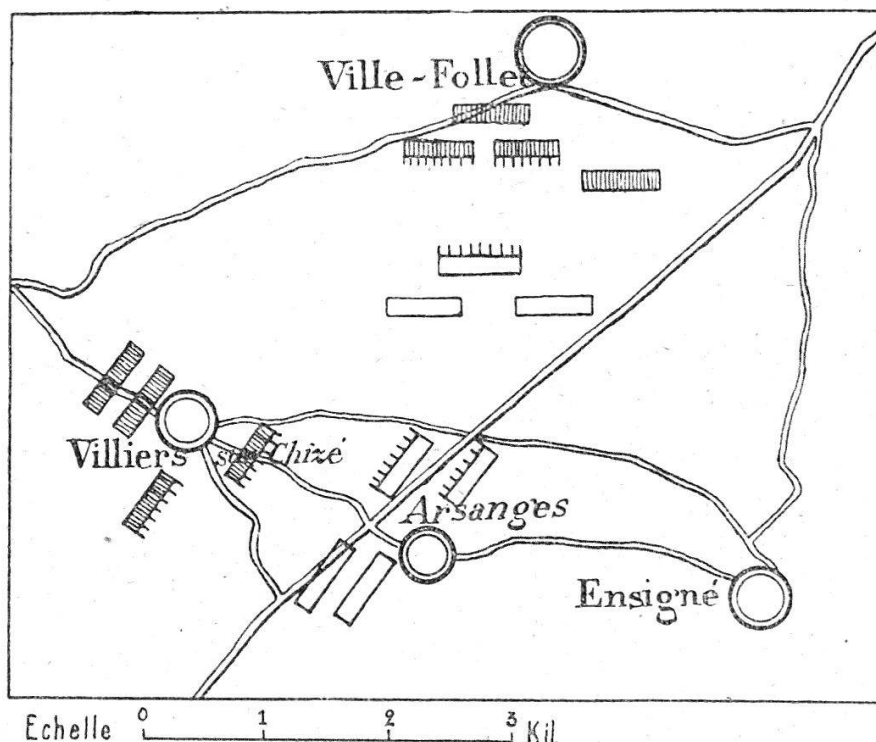 Ville-Follet
Villiers sur Chizé
Arsanges
Ensigné
Echelle 0 1 2 3 Kil